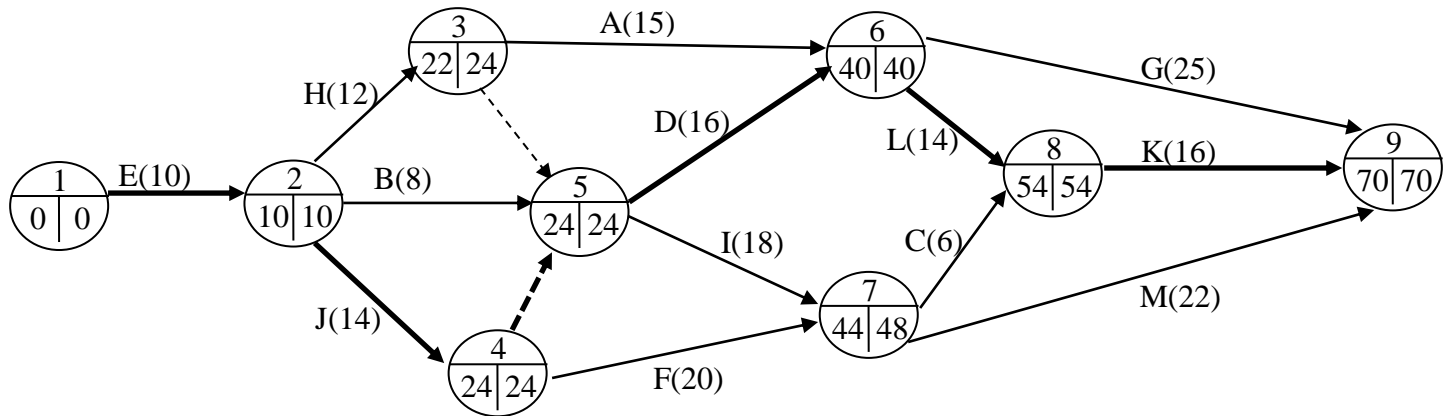 3
22 24
A(15)
6
40 40
G(25)
H(12)
D(16)
L(14)
8
54 54
K(16)
9
70 70
1
0 0
E(10)
2
10 10
B(8)
5
24 24
I(18)
C(6)
7
44 48
M(22)
J(14)
4
24 24
F(20)